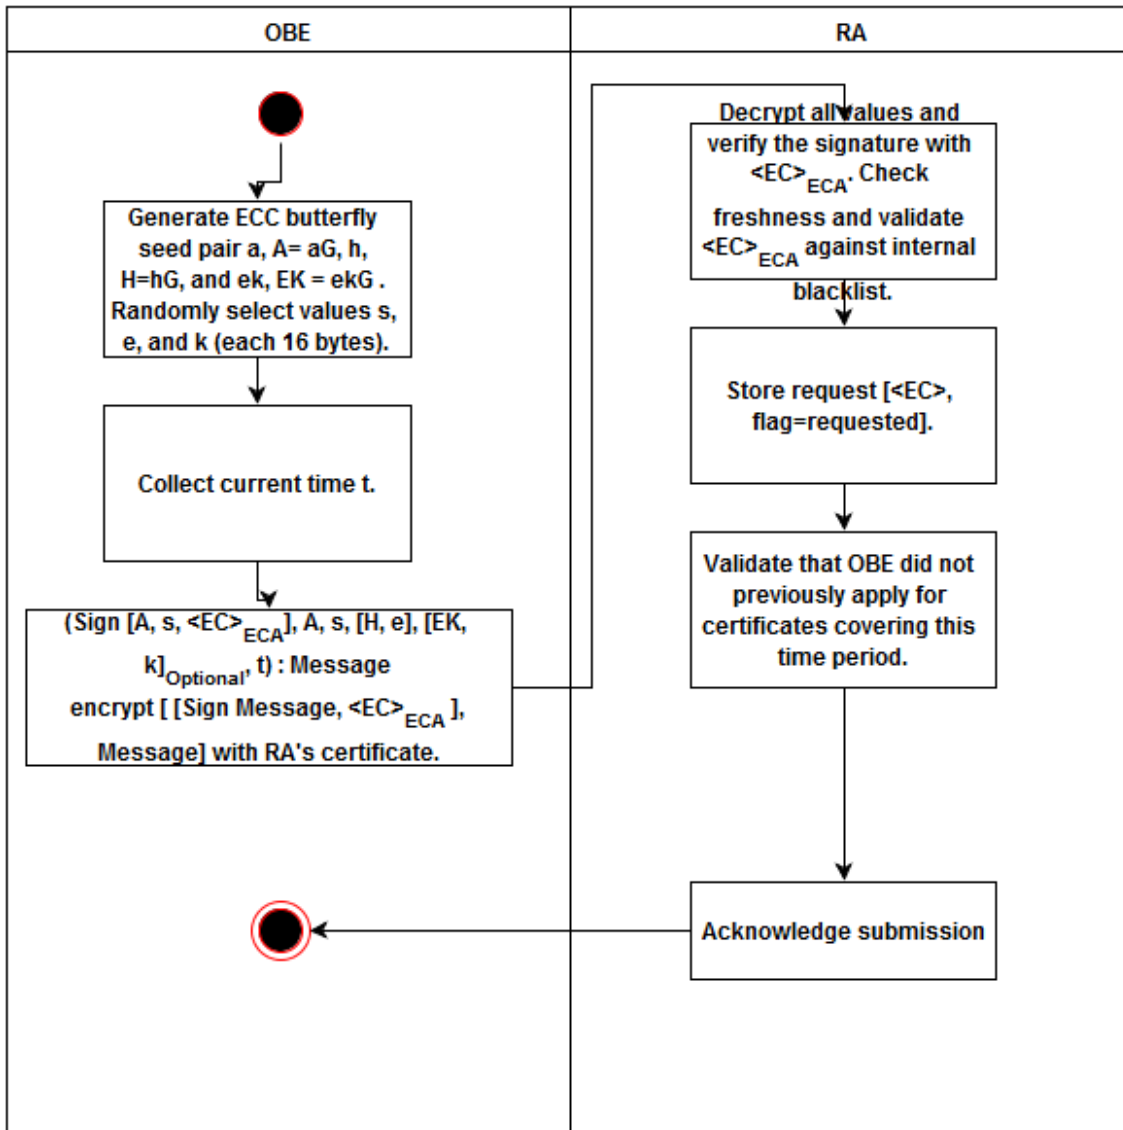 OBE
RA
Generate ECC butterfly
seed pair a, A= aG, h,
H=hG, and ek, EK = ekG .
Randomly select values s,
e, and k (each 16 bytes).
Collect current time t.
(Sign [A, s, <EC>ECA], A, s, [H, e], [EK,
k]Optional, t) : Message
encrypt [ [Sign Message, <EC>ECA ],
Message] with RA's certificate.
Decrypt all values and
verify the signature with
<EC>ECA. Check
freshness and validate
<EC>ECA against internal
blacklist.
Store request [<EC>,
flag=requested].
Validate that OBE did not
previously apply for
certificates covering this
time period.
Acknowledge submission